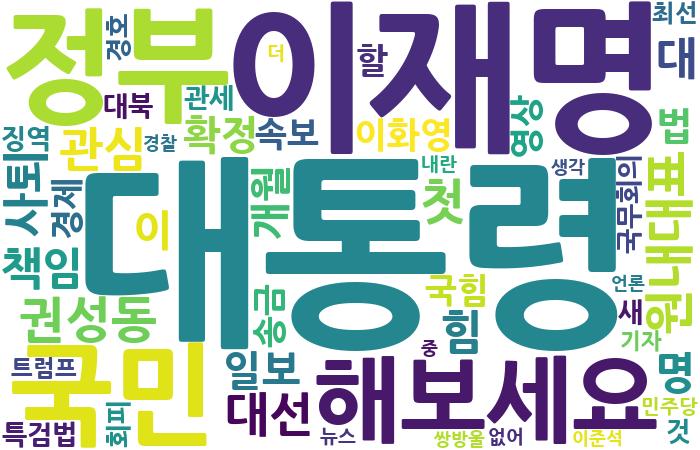 정부
이재명
경호
더
할
최선
대
대북
관세
징역
관심
경찰
확정
속보
이화영
영상
법
사퇴
경제
이
대통령
개월
내란
첫
생각
국무회의
원내대표
책임
권성동
송금
국힘
힘
언론
새
기자
트럼프
국민
일보
중
해보세요
명
특검법
회피
대선
뉴스
쌍방울
없어
이준석
민주당
것